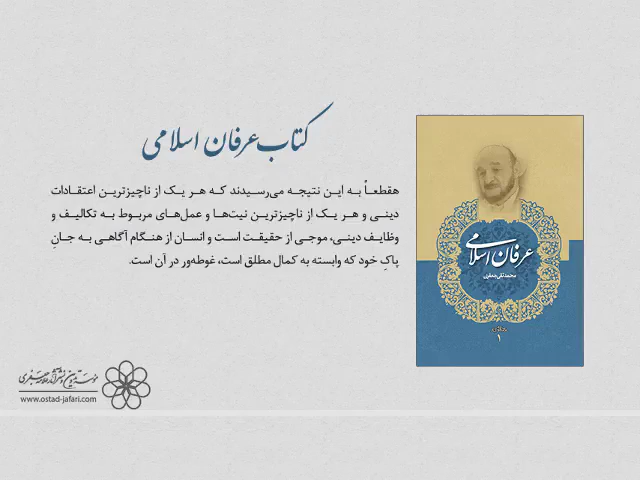 کتاب عرفان اسلامی
هقطعاً به این نتیجه می‌رسیدند که هر یک از ناچیزترین اعتقادات
دینی و هر یک از ناچیزترین نیت‌ها و عمل‌های مربوط به تکالیف و
وظایف دینی، موجی از حقیقت است و انسان از هنگام آگاهی به جانِ
پاکِ خود که وابسته به کمال مطلق است، غوطه‌ور در آن است.
عرفان اسلامی
محمدتقی جعفری
۱
www.ostad-jafari.com